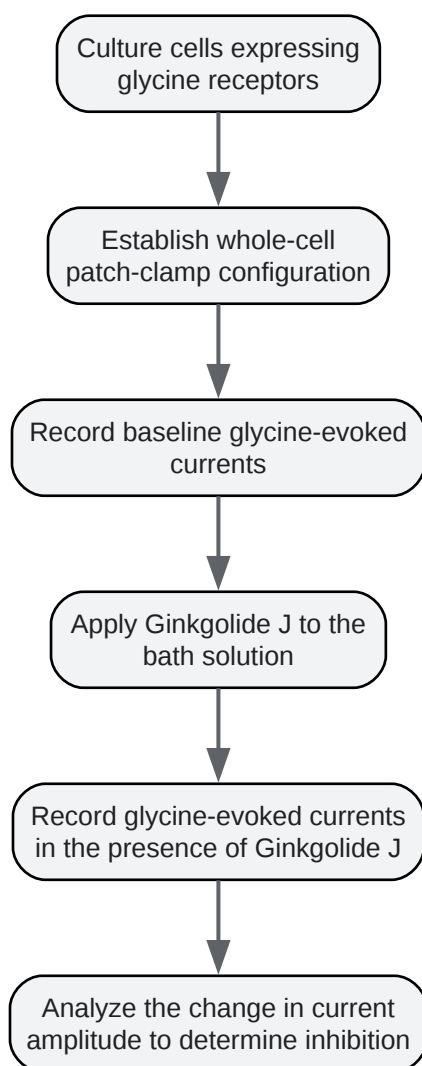 Culture cells expressing
glycine receptors
Establish whole-cell
patch-clamp configuration
Record baseline glycine-evoked
currents
Apply Ginkgolide J to the
bath solution
Record glycine-evoked currents
in the presence of Ginkgolide J
Analyze the change in current
amplitude to determine inhibition